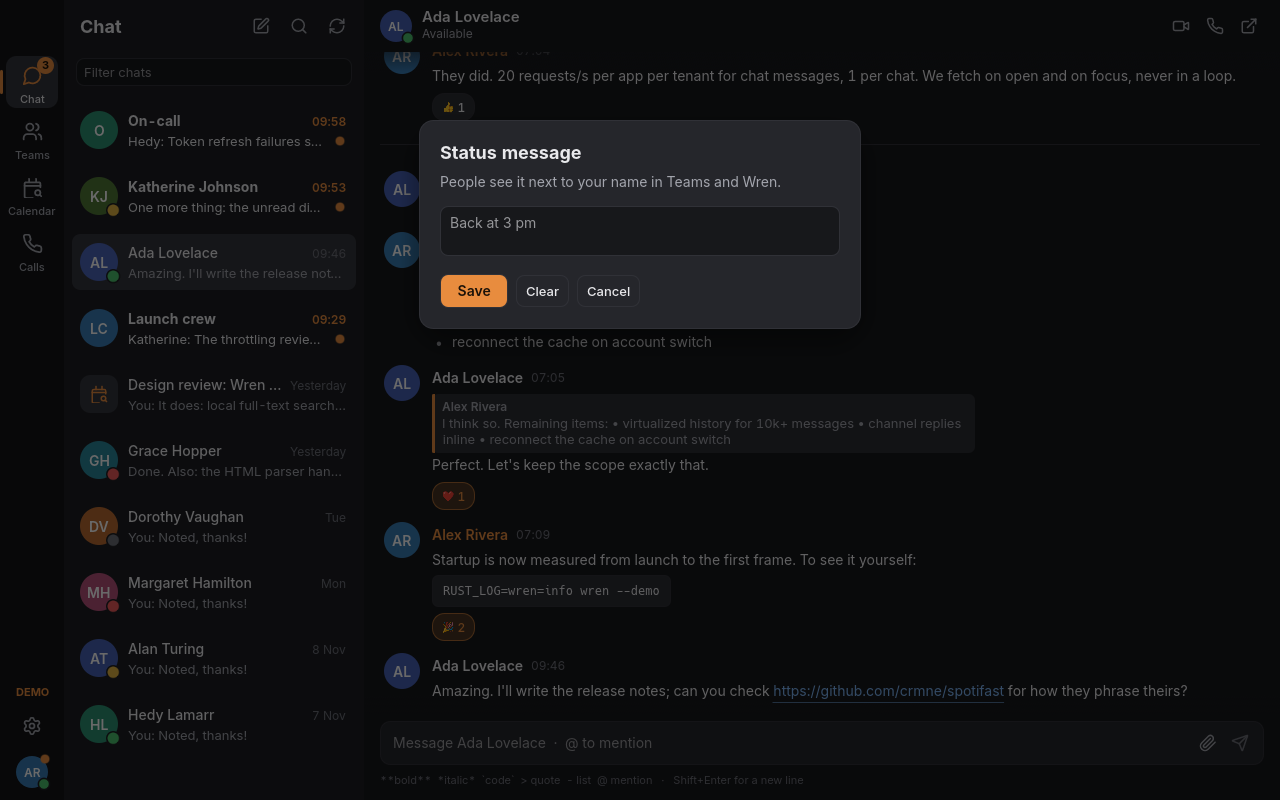 Chat
Filter chats
3
Chat
Teams
Calendar
Calls
DEMO
AR
O
On-call
09:58
Hedy: Token refresh failures s...
KJ
Katherine Johnson
09:53
One more thing: the unread di...
AL
Ada Lovelace
09:46
Amazing. I'll write the release not...
LC
Launch crew
09:29
Katherine: The throttling revie...
Design review: Wren ...
Yesterday
You: It does: local full-text search...
GH
Grace Hopper
Yesterday
Done. Also: the HTML parser han...
DV
Dorothy Vaughan
Tue
You: Noted, thanks!
MH
Margaret Hamilton
Mon
You: Noted, thanks!
AT
Alan Turing
8 Nov
You: Noted, thanks!
HL
Hedy Lamarr
7 Nov
You: Noted, thanks!
AL
Ada Lovelace
Available
AR
Alex Rivera 07:04
They did. 20 requests/s per app per tenant for chat messages, 1 per chat. We fetch on open and on focus, never in a loop.
👍 1
AL
AR
Status message
People see it next to your name in Teams and Wren.
Back at 3 pm
Save
Clear
Cancel
• reconnect the cache on account switch
AL
Ada Lovelace 07:05
Alex Rivera
I think so. Remaining items: • virtualized history for 10k+ messages • channel replies
inline • reconnect the cache on account switch
Perfect. Let's keep the scope exactly that.
❤️ 1
AR
Alex Rivera 07:09
Startup is now measured from launch to the first frame. To see it yourself:
RUST_LOG=wren=info wren --demo
🎉 2
AL
Ada Lovelace 09:46
Amazing. I'll write the release notes; can you check https://github.com/crmne/spotifast for how they phrase theirs?
Message Ada Lovelace · @ to mention
**bold** *italic* `code` > quote - list @ mention · Shift+Enter for a new line